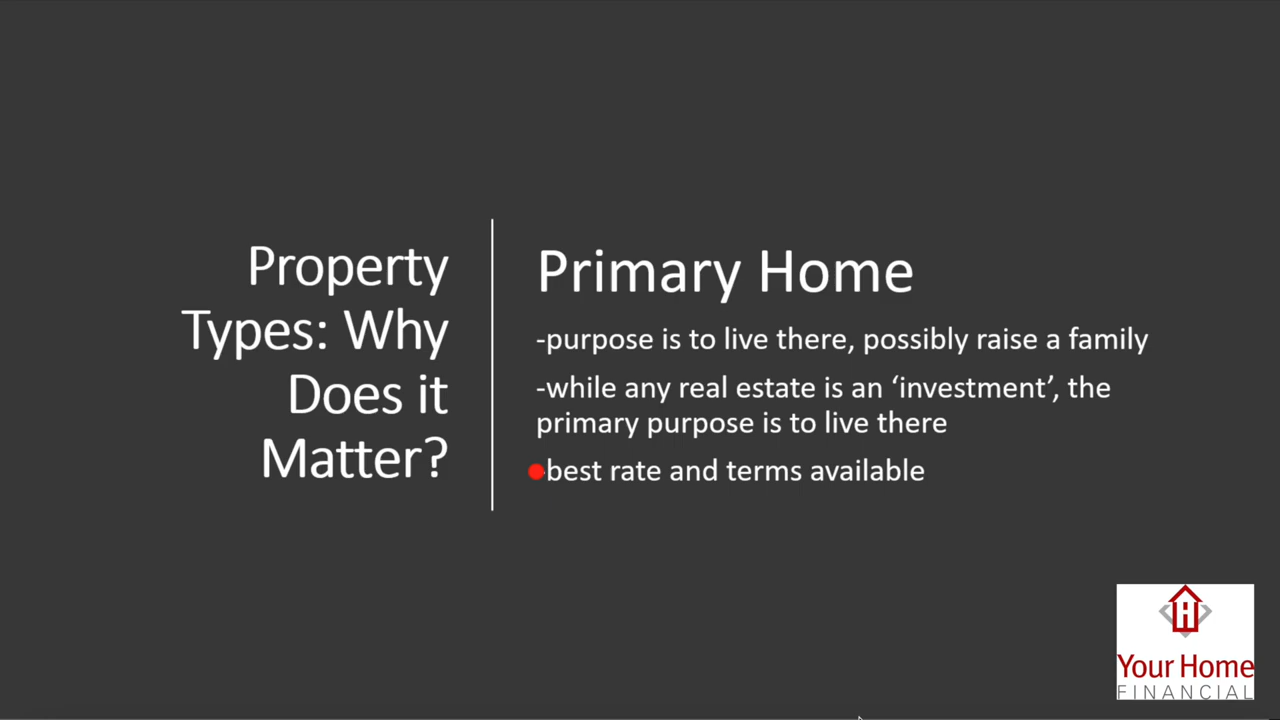 Property
Types: Why
Does it
Matter?
Primary Home
-purpose is to live there, possibly raise a family
-while any real estate is an ‘investment’, the
primary purpose is to live there
-best rate and terms available
Your Home
FINANCIAL